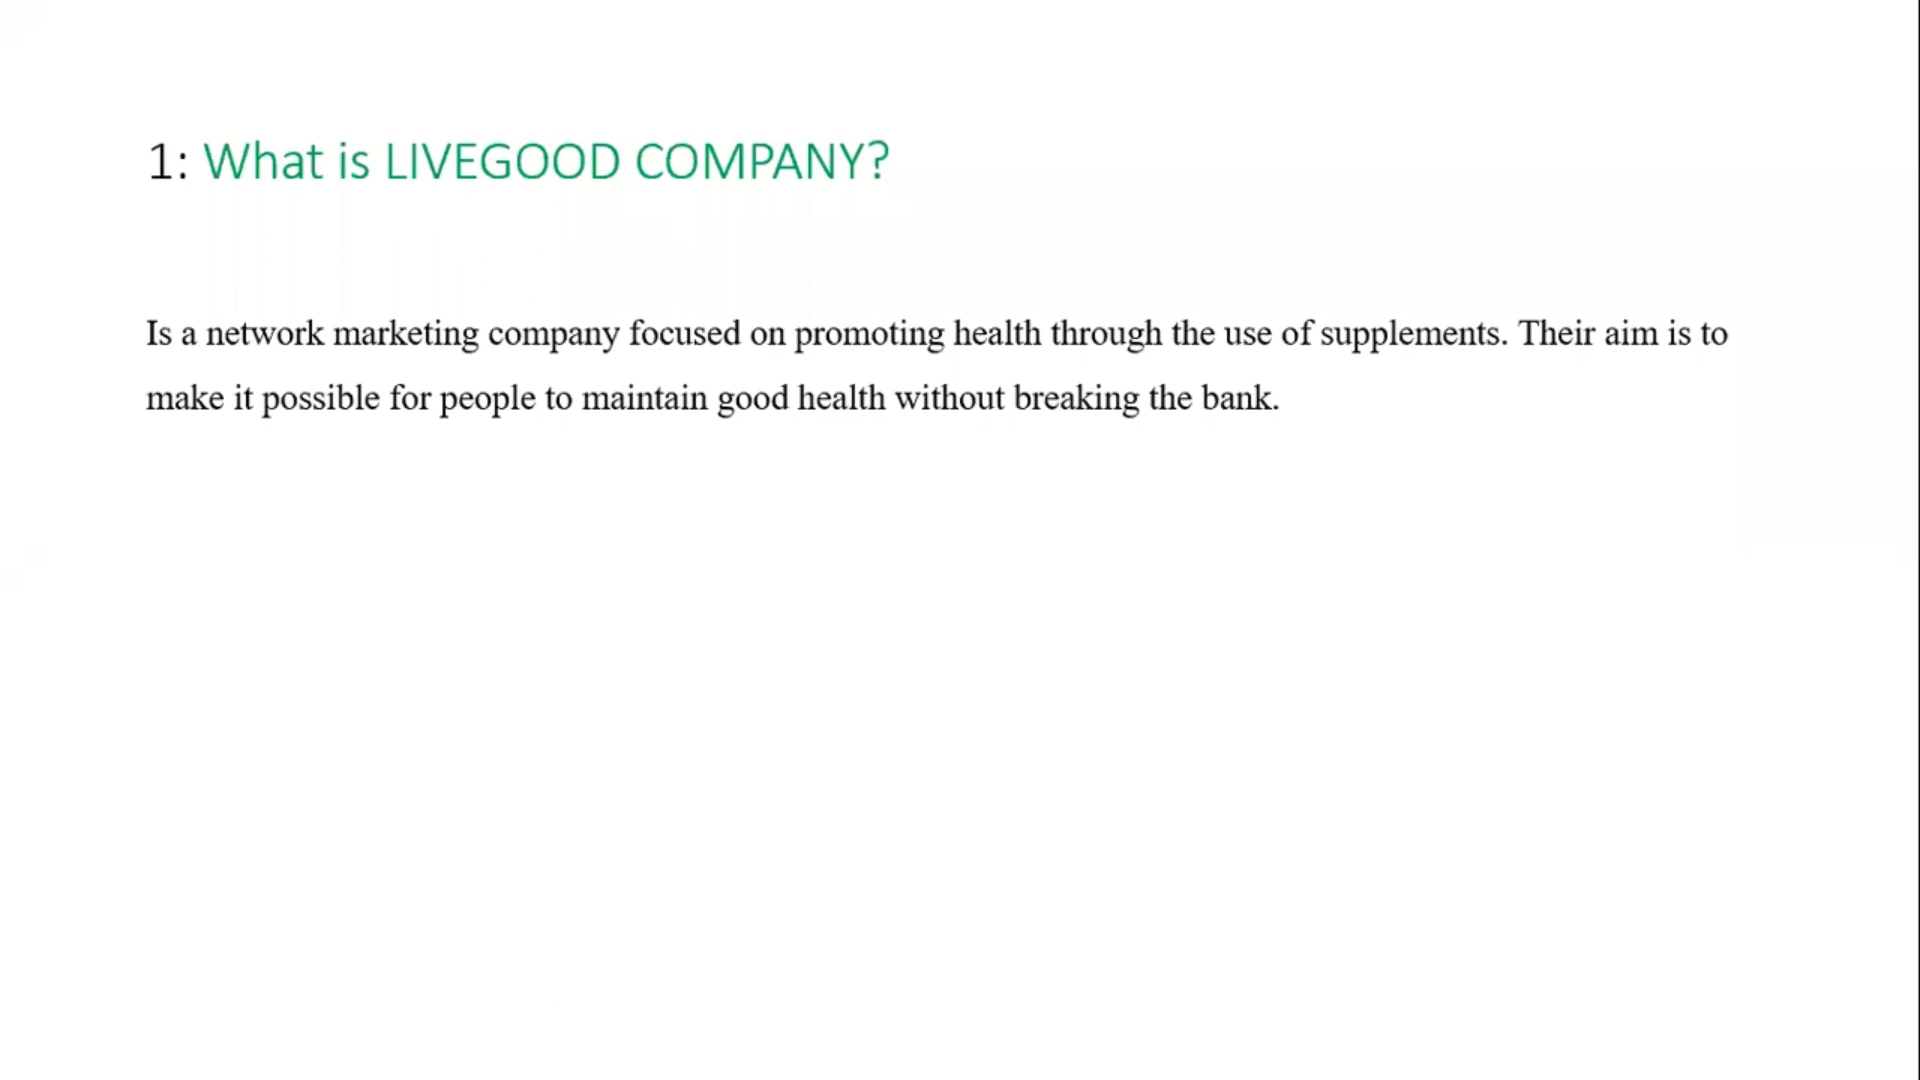 1: What is LIVEGOOD COMPANY?
Is a network marketing company focused on promoting health through the use of supplements. Their aim is to
make it possible for people to maintain good health without breaking the bank.